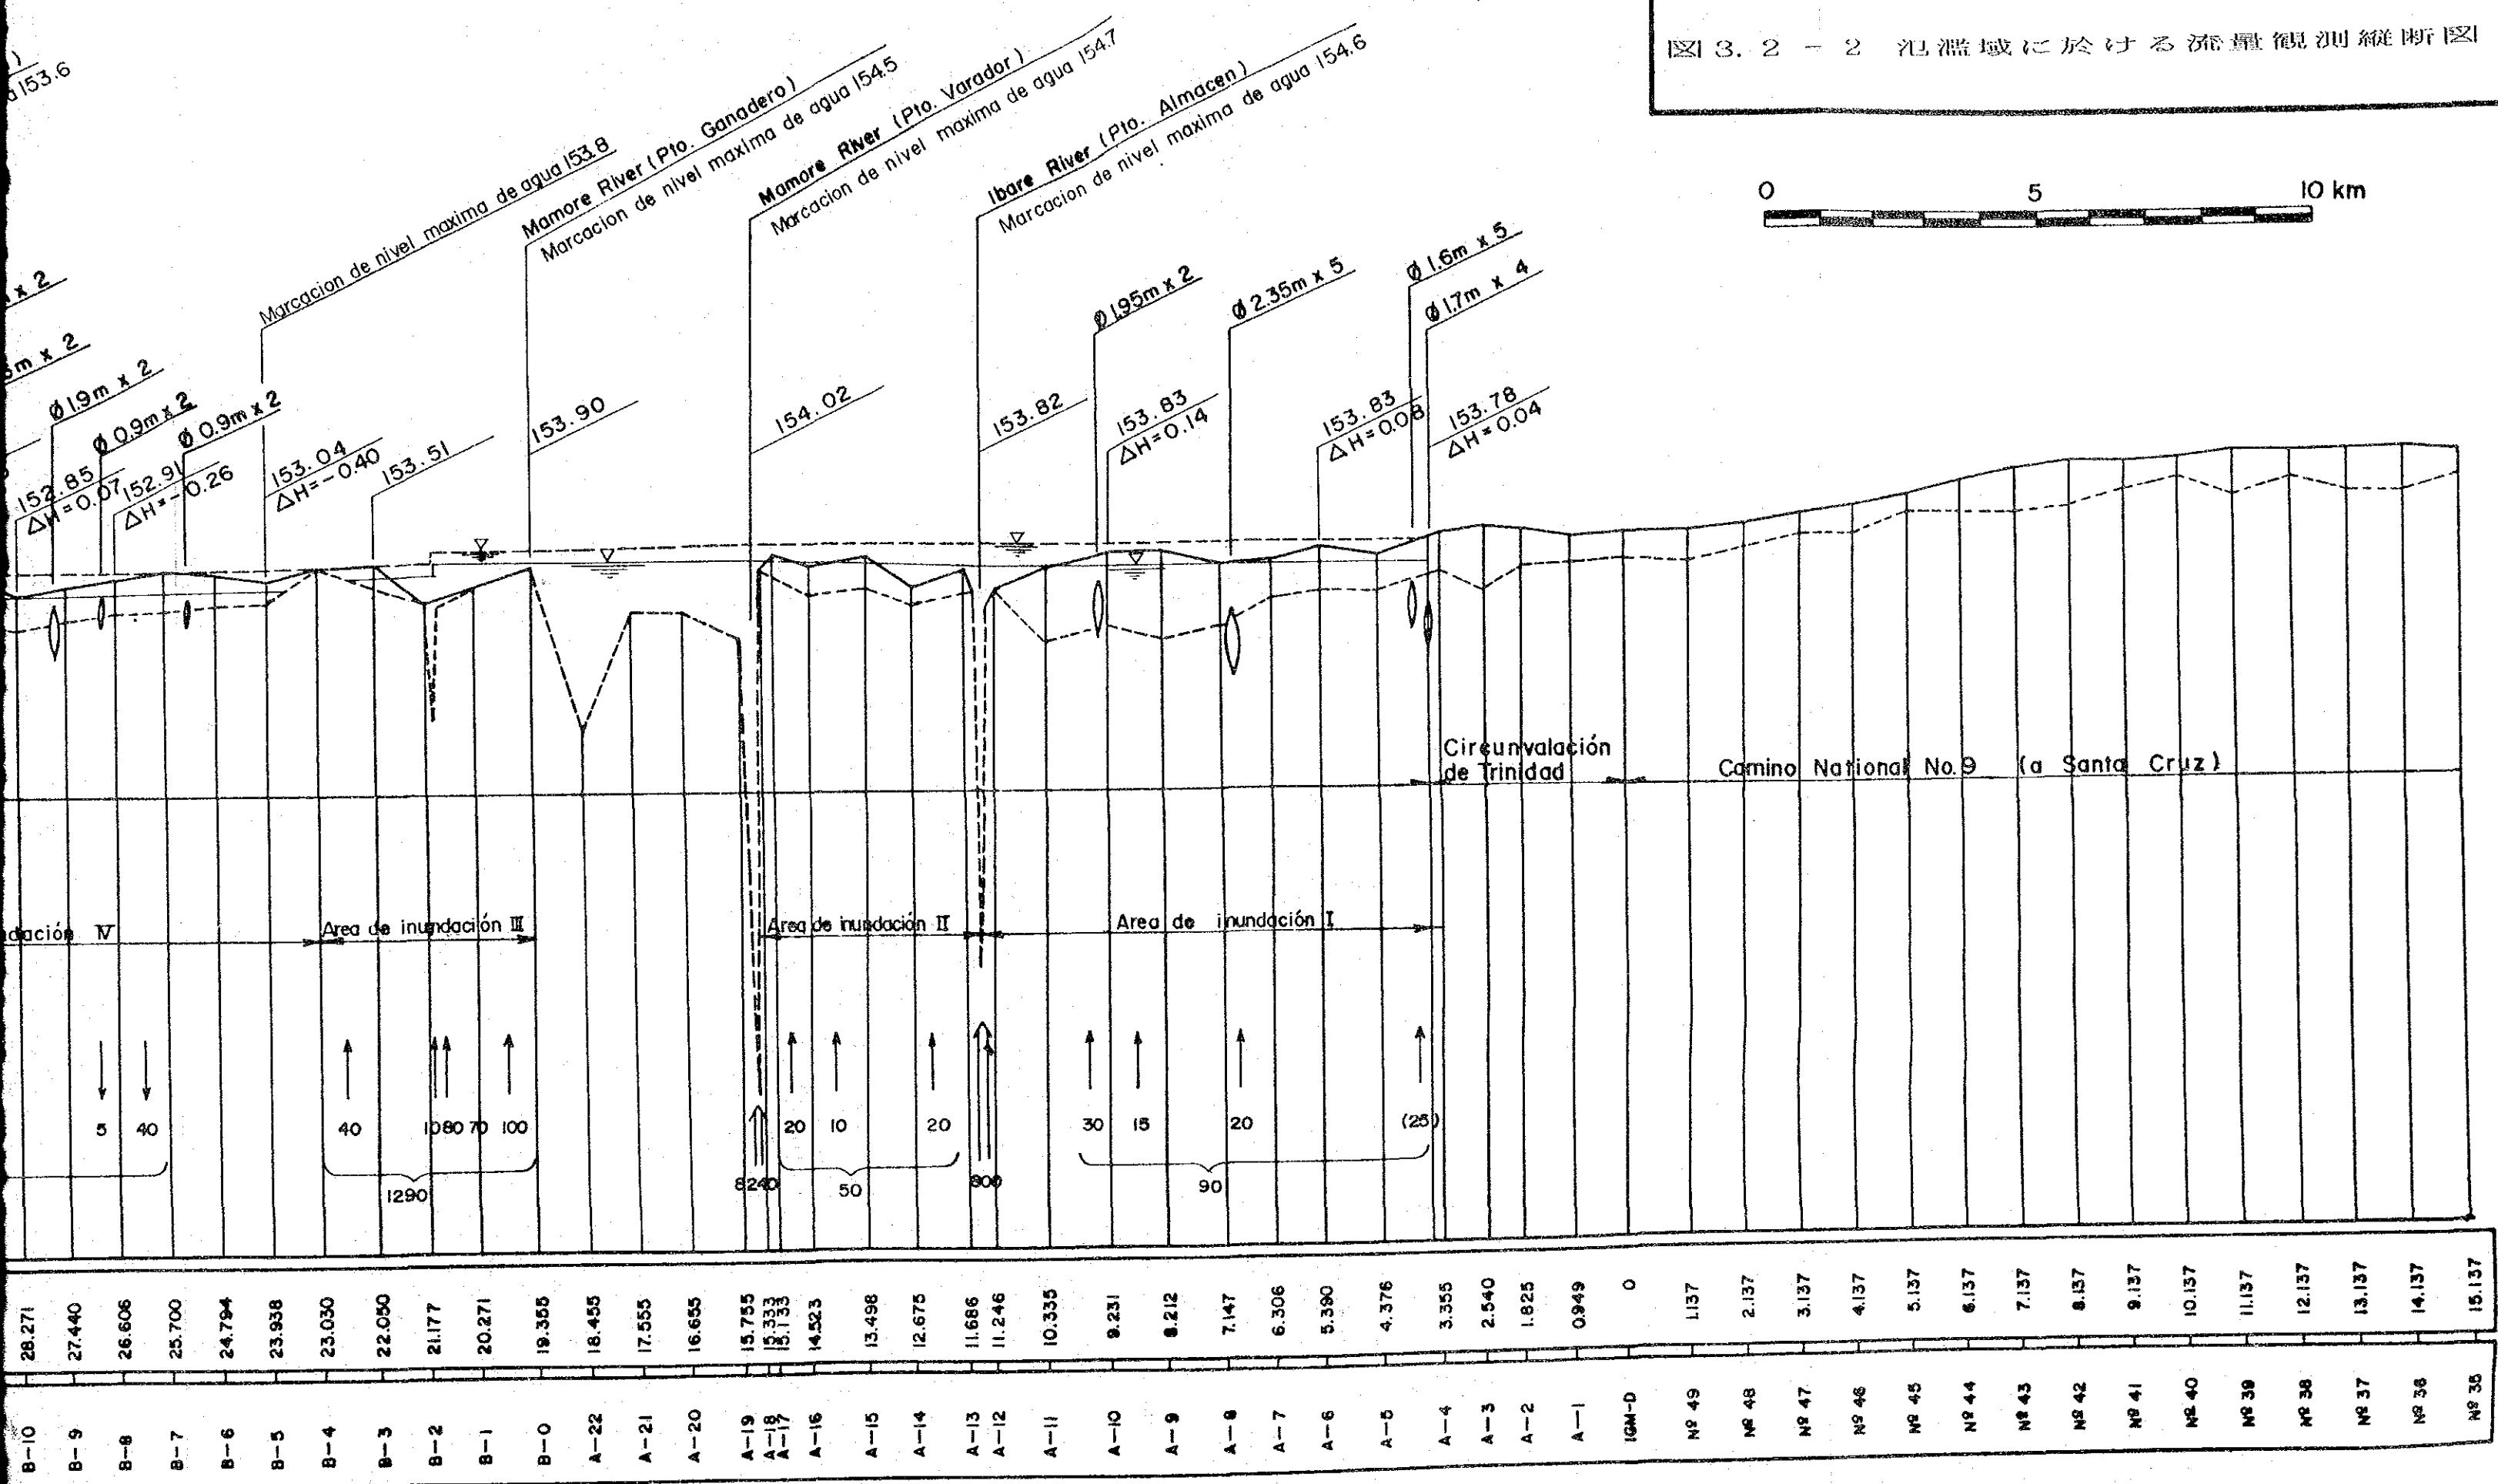 図 3. 2 - 2 氾濫域に於ける流量観測縦断図
0 5 10 km
153.6
Marcacion de nivel maxima de agua 153.8
Mamore River (Pto. Ganadero)
Marcacion de nivel maxima de agua 154.5
Mamore River (Pto. Varador)
Marcacion de nivel maxima de agua 154.7
Ibare River (Pto. Almacen)
Marcacion de nivel maxima de agua 154.6
x 2
m x 2
Ø 1.9m x 2
Ø 0.9m x 2
Ø 0.9m x 2
Ø 1.95m x 2
Ø 2.35m x 5
Ø 1.6m x 5
Ø 1.7m x 4
152.85
ΔH=0.07
152.91
ΔH=-0.26
153.04
ΔH=-0.40
153.51
153.90
154.02
153.82
153.83
ΔH=0.14
153.83
ΔH=0.08
153.78
ΔH=0.04
Circunvalación
de Trinidad
Camino National No.9 (a Santa Cruz)
dación IV
Area de inundación III
Area de inundación II
Area de inundación I
5 40 40 1080 70 100 20 10 20 30 15 20 (25)
1290 8240 50 800 90
28.271 27.440 26.606 25.700 24.794 23.938 23.030 22.050 21.177 20.271 19.355 18.455 17.555 16.655 15.755 15.333 15.133 14.523 13.498 12.675 11.686 11.246 10.335 9.231 8.212 7.147 6.306 5.390 4.376 3.355 2.540 1.825 0.949 0 1.137 2.137 3.137 4.137 5.137 6.137 7.137 8.137 9.137 10.137 11.137 12.137 13.137 14.137 15.137
B-10 B-9 B-8 B-7 B-6 B-5 B-4 B-3 B-2 B-1 B-0 A-22 A-21 A-20 A-19 A-18 A-17 A-16 A-15 A-14 A-13 A-12 A-11 A-10 A-9 A-8 A-7 A-6 A-5 A-4 A-3 A-2 A-1 IGM-D Nº 49 Nº 48 Nº 47 Nº 46 Nº 45 Nº 44 Nº 43 Nº 42 Nº 41 Nº 40 Nº 39 Nº 38 Nº 37 Nº 36 Nº 35